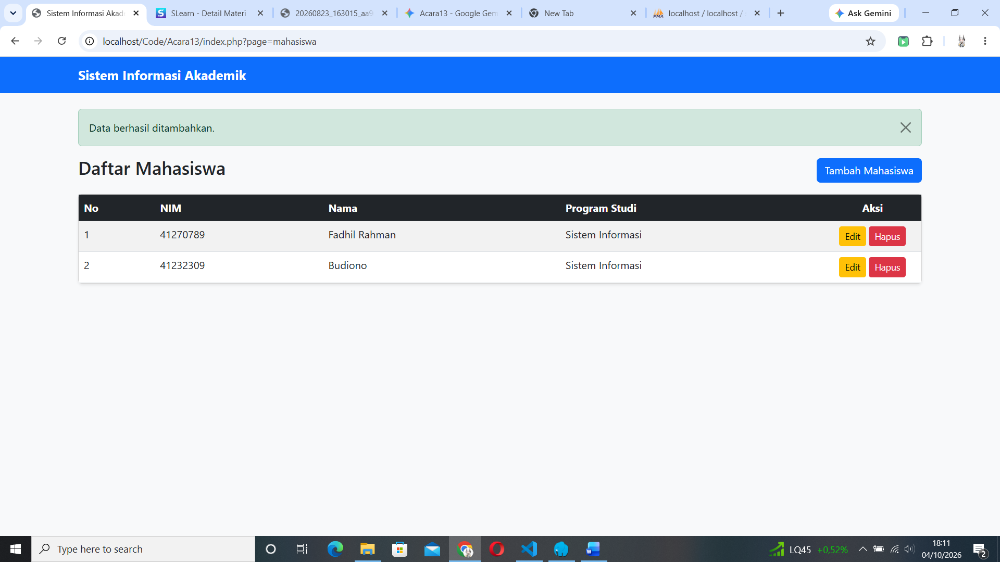 Sistem Informasi Akad
SLearn - Detail Materi
20260823_163015_aa9
Acara13 - Google Gem
New Tab
localhost / localhost /
Ask Gemini
localhost/Code/Acara13/index.php?page=mahasiswa
Sistem Informasi Akademik
Data berhasil ditambahkan.
Daftar Mahasiswa
Tambah Mahasiswa
No NIM Nama Program Studi Aksi
1 41270789 Fadhil Rahman Sistem Informasi Edit Hapus
2 41232309 Budiono Sistem Informasi Edit Hapus
Type here to search
LQ45 +0,52%
18:11
04/10/2026
2